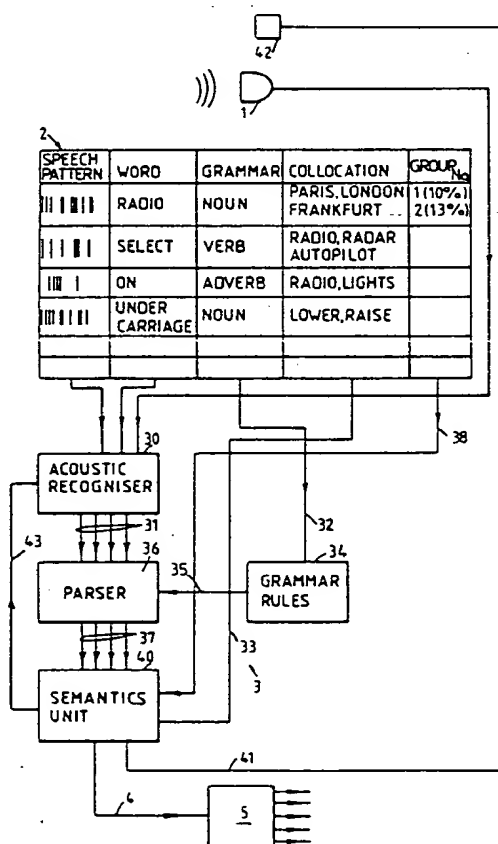 42
1
2
SPEECH PATTERN WORD GRAMMAR COLLOCATION GROUP No
RADIO NOUN PARIS, LONDON FRANKFURT .. 1 (10%) 2 (13%)
SELECT VERB RADIO, RADAR AUTOPILOT
ON ADVERB RADIO, LIGHTS
UNDER CARRIAGE NOUN LOWER, RAISE
30
38
ACOUSTIC RECOGNISER
43
31
32
36
35
34
PARSER
GRAMMAR RULES
37
33
40
3
SEMANTICS UNIT
41
4
5